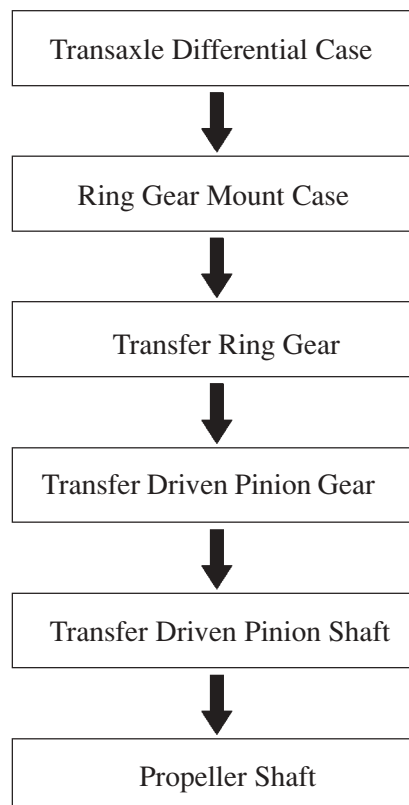 Transaxle Differential Case
Ring Gear Mount Case
Transfer Ring Gear
Transfer Driven Pinion Gear
Transfer Driven Pinion Shaft
Propeller Shaft